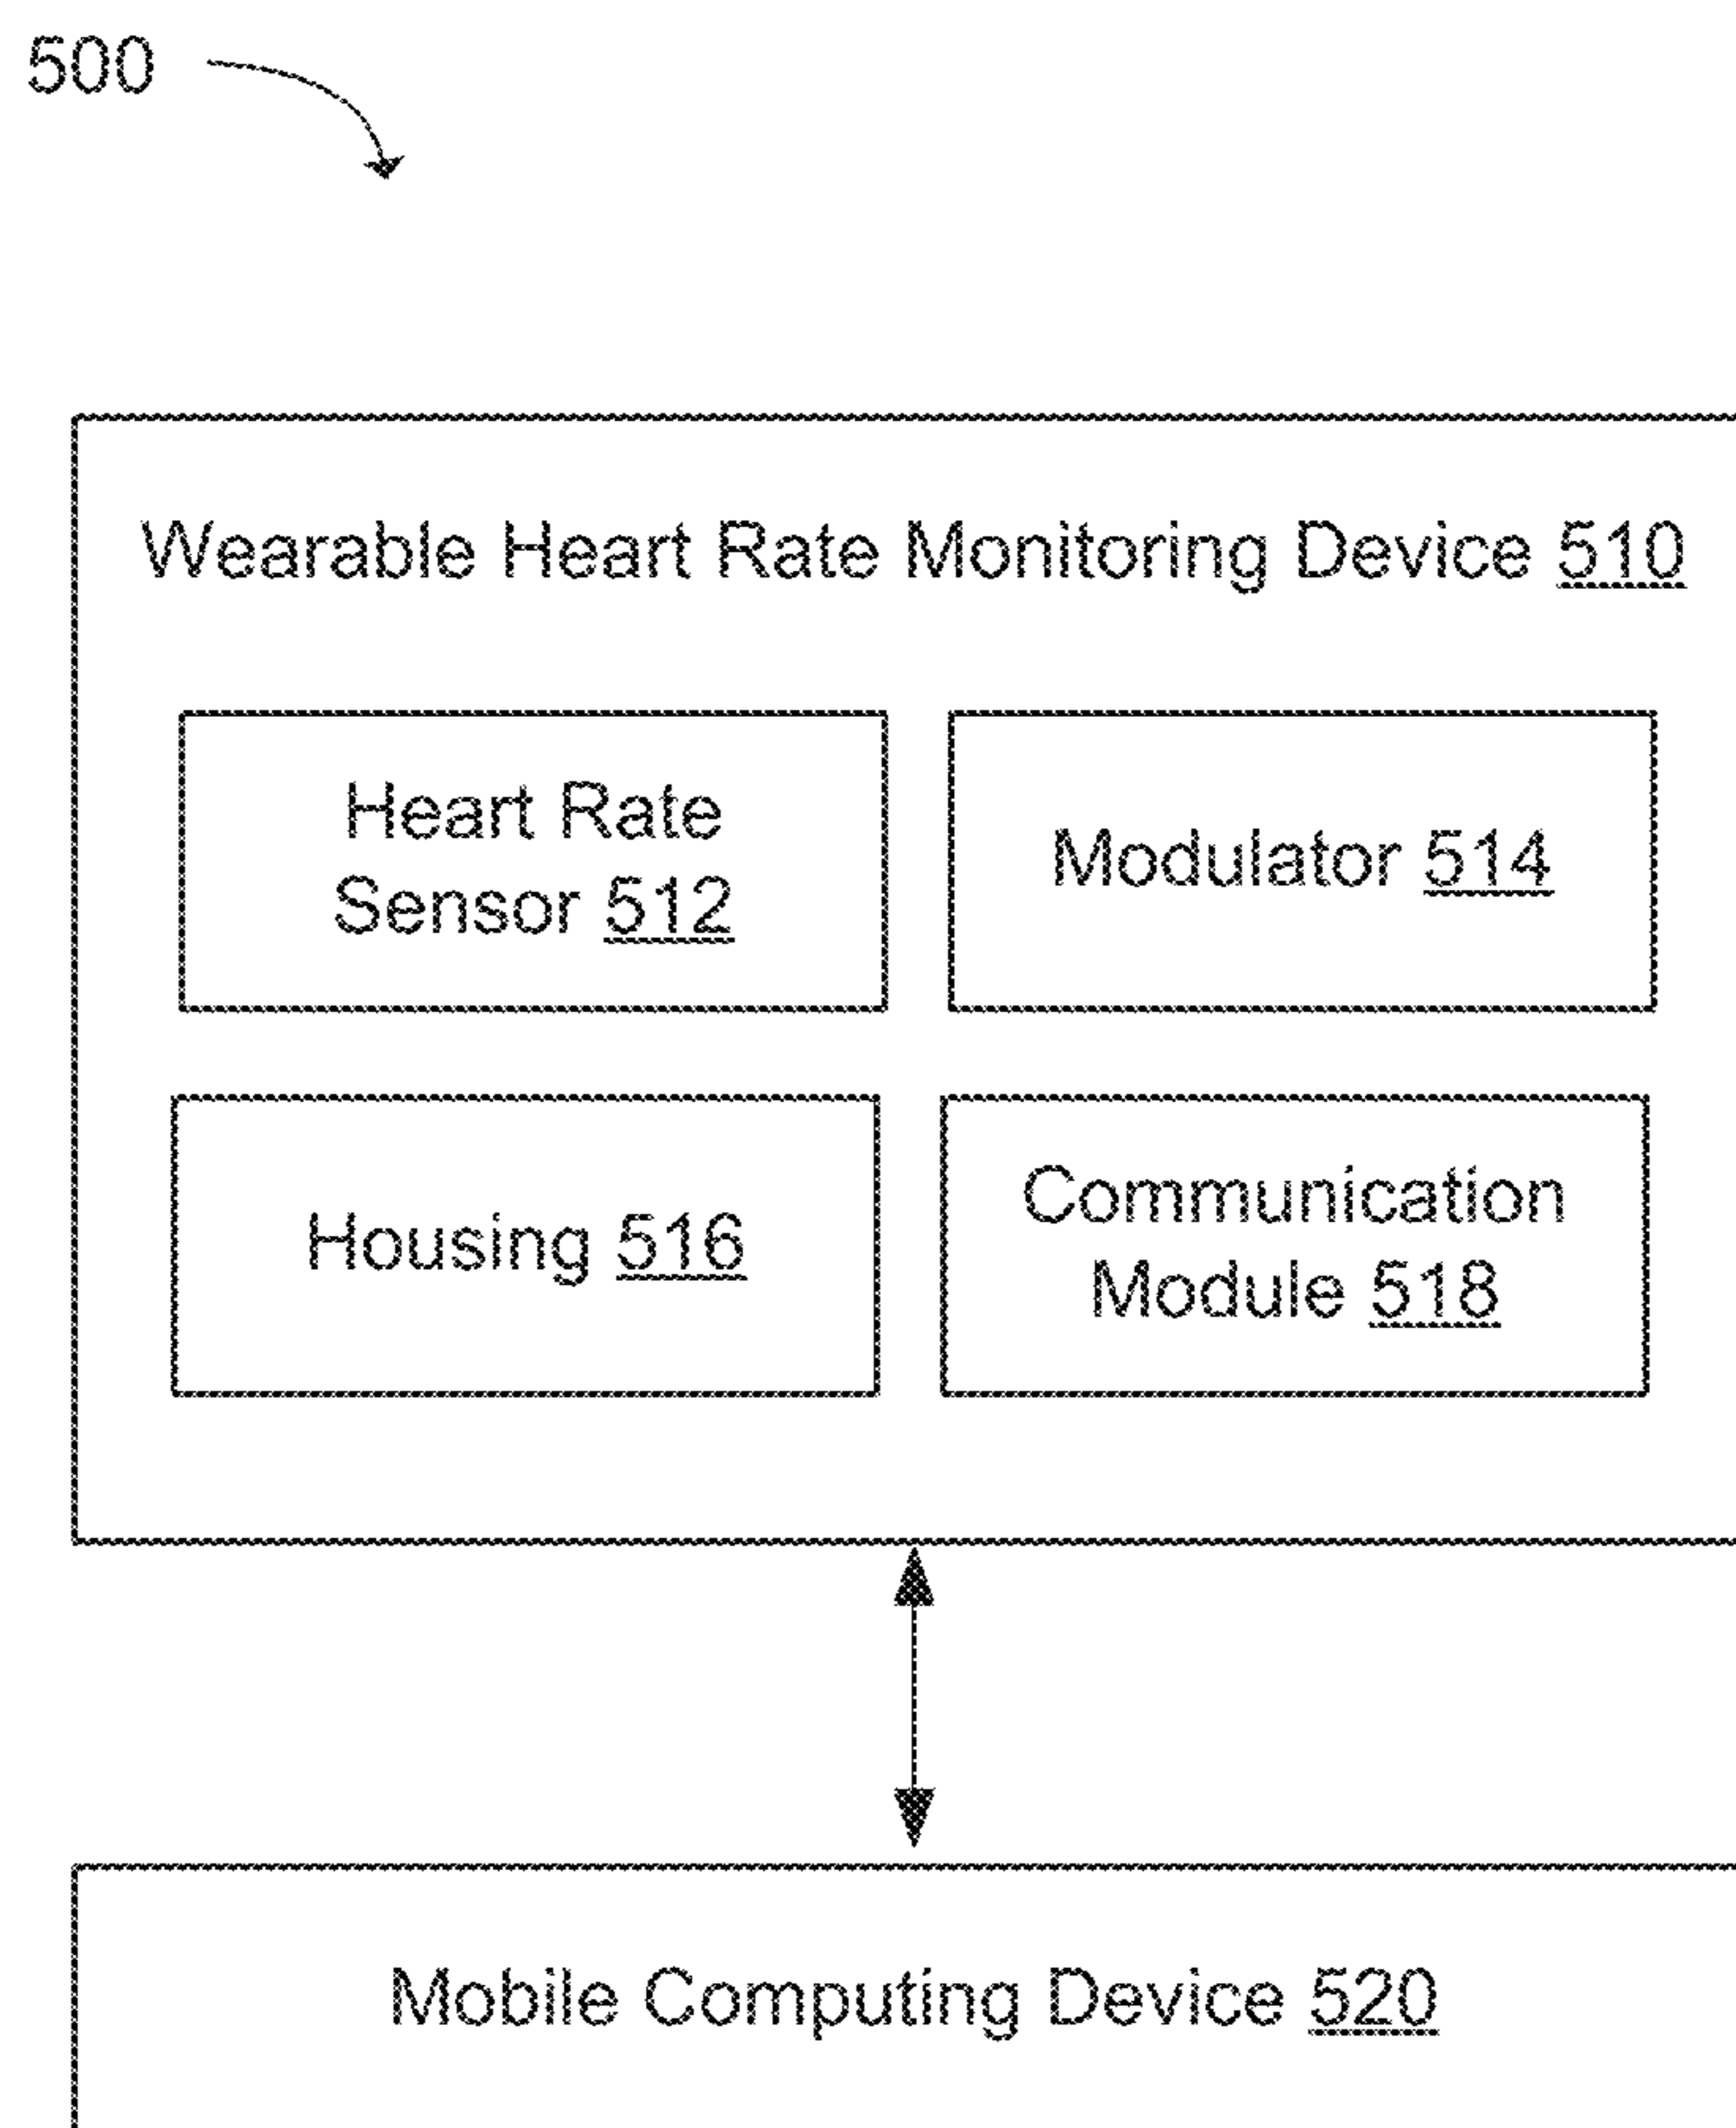 500
Wearable Heart Rate Monitoring Device 510
Heart Rate
Sensor 512
Modulator 514
Housing 516
Communication
Module 518
Mobile Computing Device 520